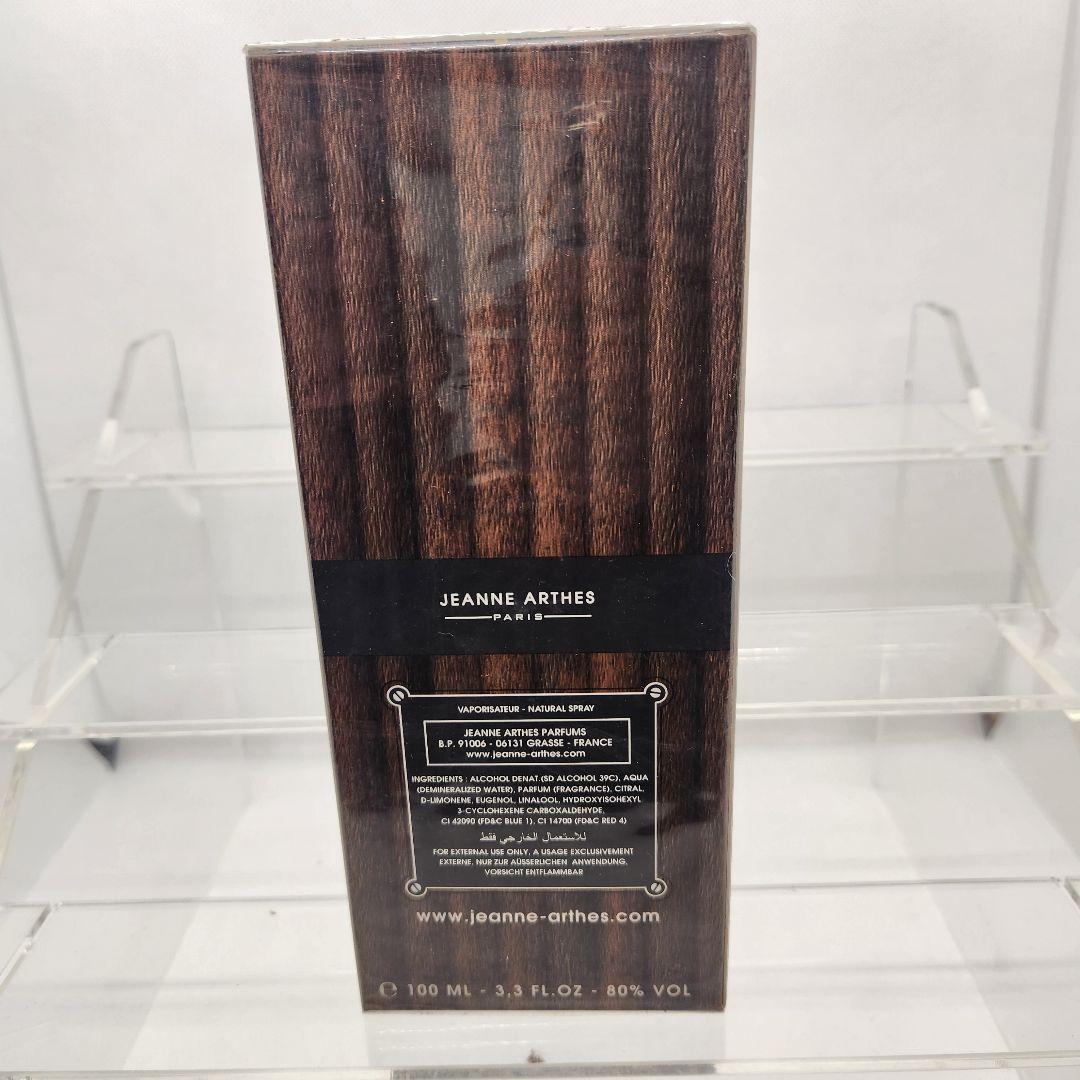 JEANNE ARTHES
PARIS
VAPORISATEUR - NATURAL SPRAY
JEANNE ARTHES PARFUMS
B.P. 91006 - 06131 GRASSE - FRANCE
www.jeanne-arthes.com
INGREDIENTS : ALCOHOL DENAT.(SD ALCOHOL 39C), AQUA
(DEMINERALIZED WATER), PARFUM (FRAGRANCE), CITRAL,
D-LIMONENE, EUGENOL, LINALOOL, HYDROXYISOHEXYL
3-CYCLOHEXENE CARBOXALDEHYDE,
CI 42090 (FD&C BLUE 1), CI 14700 (FD&C RED 4)
للاستعمال الخارجي فقط
FOR EXTERNAL USE ONLY, A USAGE EXCLUSIVEMENT
EXTERNE, NUR ZUR AÜSSERLICHEN ANWENDUNG,
VORSICHT ENTFLAMMBAR
www.jeanne-arthes.com
℮ 100 ML - 3,3 FL.OZ - 80% VOL